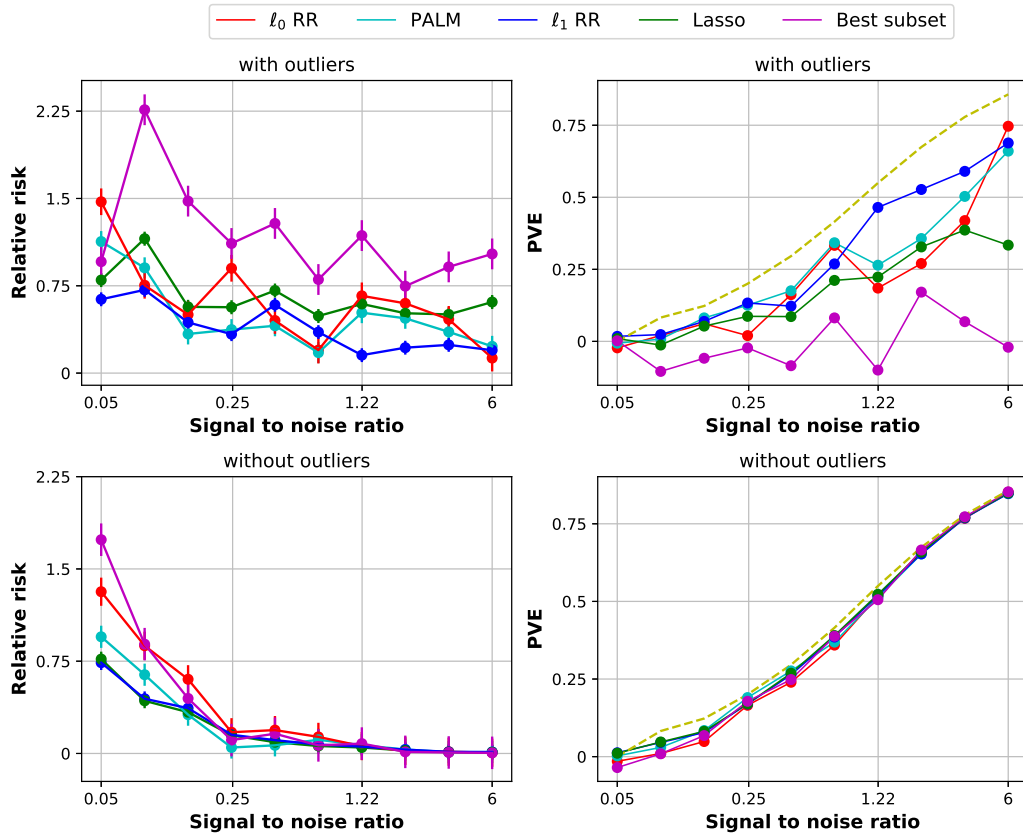 ℓ0 RR PALM ℓ1 RR Lasso Best subset
with outliers
Relative risk
2.25
1.5
0.75
0
0.05 0.25 1.22 6
Signal to noise ratio
with outliers
PVE
0.75
0.5
0.25
0
0.05 0.25 1.22 6
Signal to noise ratio
without outliers
Relative risk
2.25
1.5
0.75
0
0.05 0.25 1.22 6
Signal to noise ratio
without outliers
PVE
0.75
0.5
0.25
0
0.05 0.25 1.22 6
Signal to noise ratio